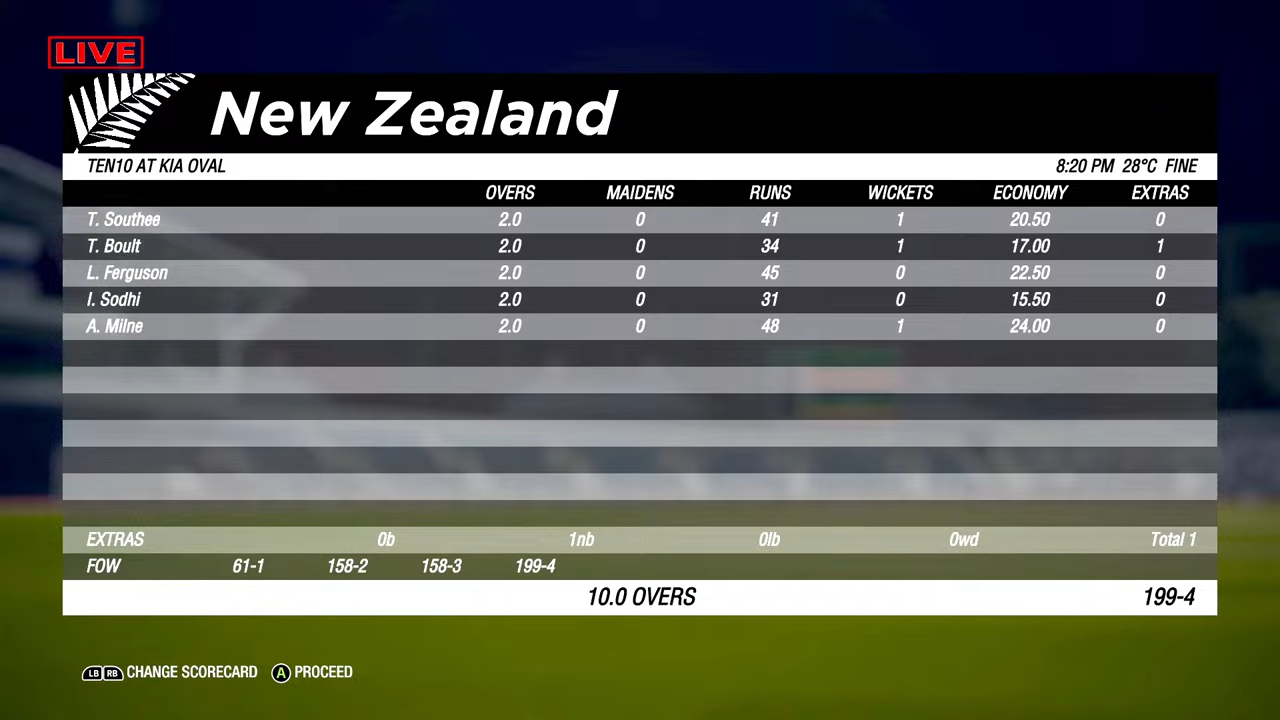 LIVE
New Zealand
TEN10 AT KIA OVAL 8:20 PM 28°C FINE
OVERS MAIDENS RUNS WICKETS ECONOMY EXTRAS
T. Southee 2.0 0 41 1 20.50 0
T. Boult 2.0 0 34 1 17.00 1
L. Ferguson 2.0 0 45 0 22.50 0
I. Sodhi 2.0 0 31 0 15.50 0
A. Milne 2.0 0 48 1 24.00 0
EXTRAS 0b 1nb 0lb 0wd Total 1
FOW 61-1 158-2 158-3 199-4
10.0 OVERS 199-4
LB RB CHANGE SCORECARD A PROCEED